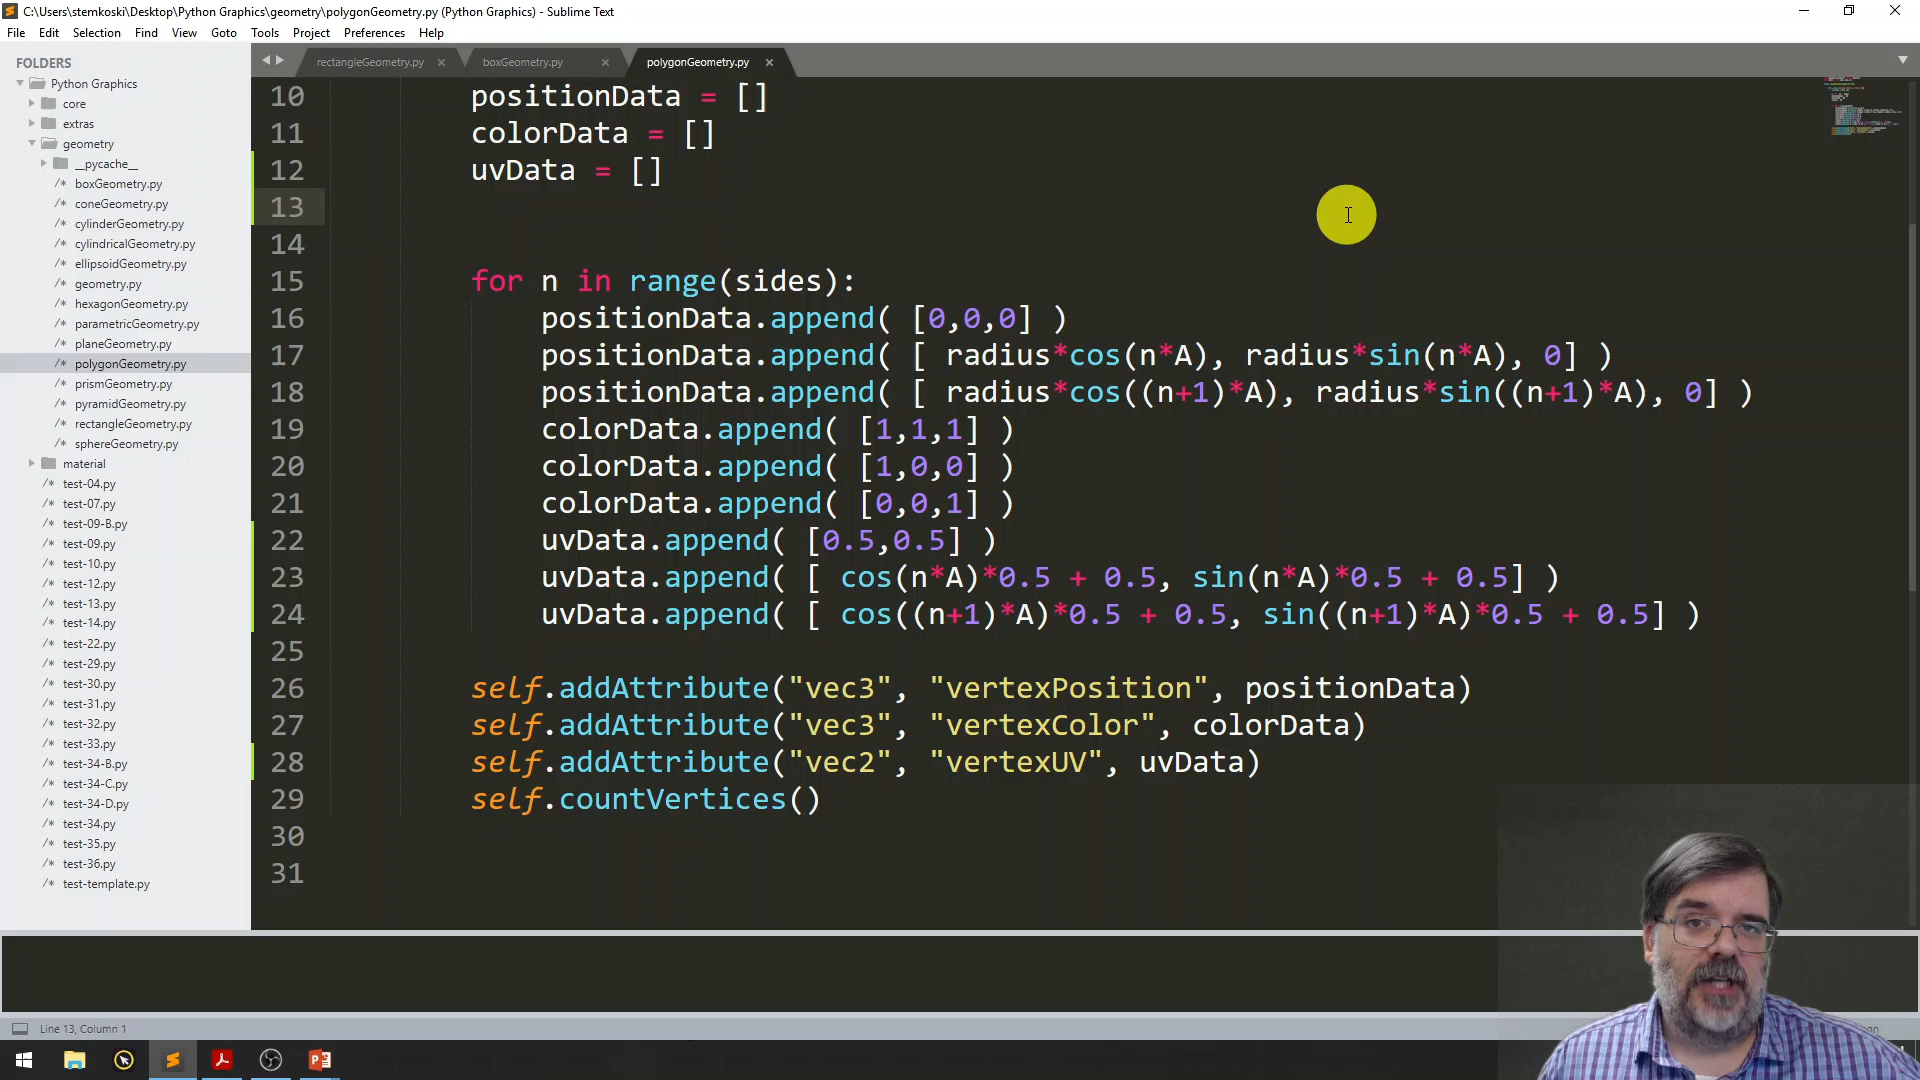 C:\Users\stemkoski\Desktop\Python Graphics\geometry\polygonGeometry.py (Python Graphics) - Sublime Text
File Edit Selection Find View Goto Tools Project Preferences Help
FOLDERS
Python Graphics
core
extras
geometry
__pycache__
/* boxGeometry.py
/* coneGeometry.py
/* cylinderGeometry.py
/* cylindricalGeometry.py
/* ellipsoidGeometry.py
/* geometry.py
/* hexagonGeometry.py
/* parametricGeometry.py
/* planeGeometry.py
/* polygonGeometry.py
/* prismGeometry.py
/* pyramidGeometry.py
/* rectangleGeometry.py
/* sphereGeometry.py
material
/* test-04.py
/* test-07.py
/* test-09-B.py
/* test-09.py
/* test-10.py
/* test-12.py
/* test-13.py
/* test-14.py
/* test-22.py
/* test-29.py
/* test-30.py
/* test-31.py
/* test-32.py
/* test-33.py
/* test-34-B.py
/* test-34-C.py
/* test-34-D.py
/* test-34.py
/* test-35.py
/* test-36.py
/* test-template.py
rectangleGeometry.py × boxGeometry.py × polygonGeometry.py ×
10 positionData = []
11 colorData = []
12 uvData = []
13
14
15 for n in range(sides):
16 positionData.append( [0,0,0] )
17 positionData.append( [ radius*cos(n*A), radius*sin(n*A), 0] )
18 positionData.append( [ radius*cos((n+1)*A), radius*sin((n+1)*A), 0] )
19 colorData.append( [1,1,1] )
20 colorData.append( [1,0,0] )
21 colorData.append( [0,0,1] )
22 uvData.append( [0.5,0.5] )
23 uvData.append( [ cos(n*A)*0.5 + 0.5, sin(n*A)*0.5 + 0.5] )
24 uvData.append( [ cos((n+1)*A)*0.5 + 0.5, sin((n+1)*A)*0.5 + 0.5] )
25
26 self.addAttribute("vec3", "vertexPosition", positionData)
27 self.addAttribute("vec3", "vertexColor", colorData)
28 self.addAttribute("vec2", "vertexUV", uvData)
29 self.countVertices()
30
31
Line 13, Column 1